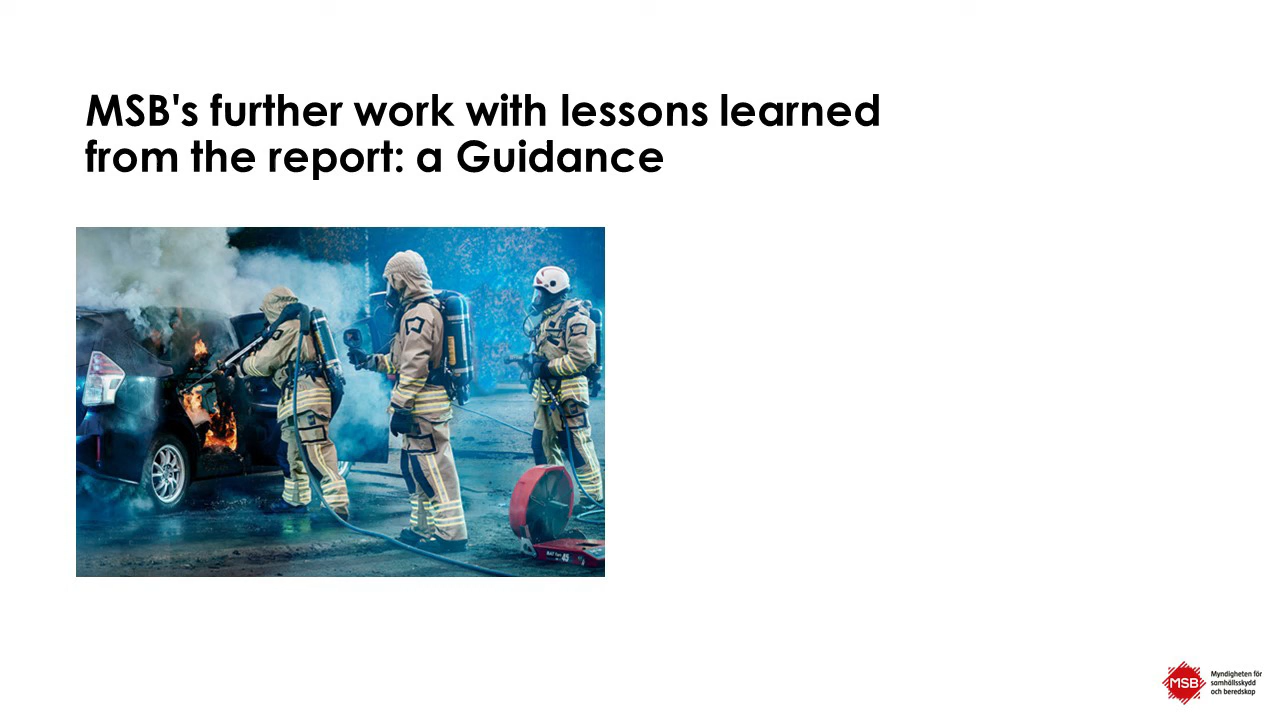 MSB's further work with lessons learned
from the report: a Guidance
MSB
Myndigheten för
samhällsskydd
och beredskap